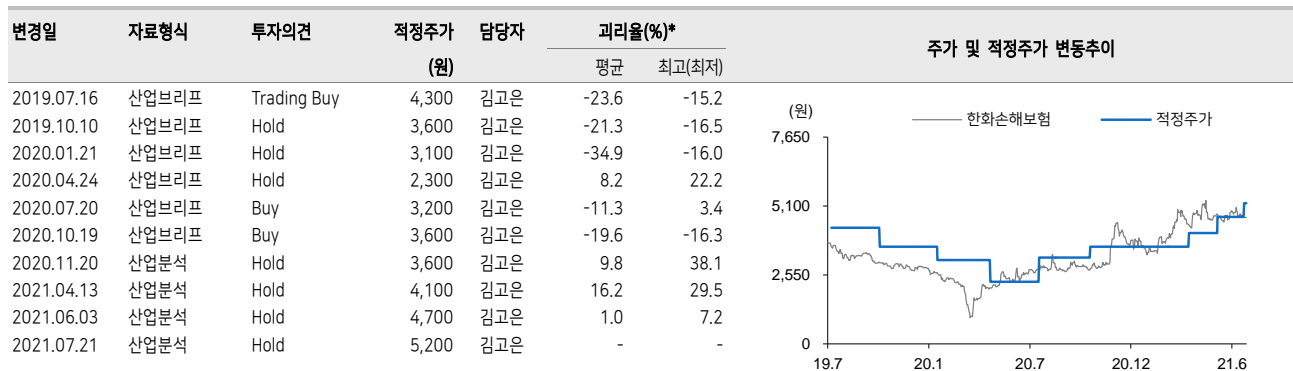 변경일 자료형식 투자의견 적정주가 담당자 괴리율(%)* 주가 및 적정주가 변동추이
(원) 평균 최고(최저)
2019.07.16 산업브리프 Trading Buy 4,300 김고은 -23.6 -15.2
2019.10.10 산업브리프 Hold 3,600 김고은 -21.3 -16.5
2020.01.21 산업브리프 Hold 3,100 김고은 -34.9 -16.0
2020.04.24 산업브리프 Hold 2,300 김고은 8.2 22.2
2020.07.20 산업브리프 Buy 3,200 김고은 -11.3 3.4
2020.10.19 산업브리프 Buy 3,600 김고은 -19.6 -16.3
2020.11.20 산업분석 Hold 3,600 김고은 9.8 38.1
2021.04.13 산업분석 Hold 4,100 김고은 16.2 29.5
2021.06.03 산업분석 Hold 4,700 김고은 1.0 7.2
2021.07.21 산업분석 Hold 5,200 김고은 - -
(원) 한화손해보험 적정주가
7,650
5,100
2,550
0
19.7 20.1 20.7 20.12 21.6